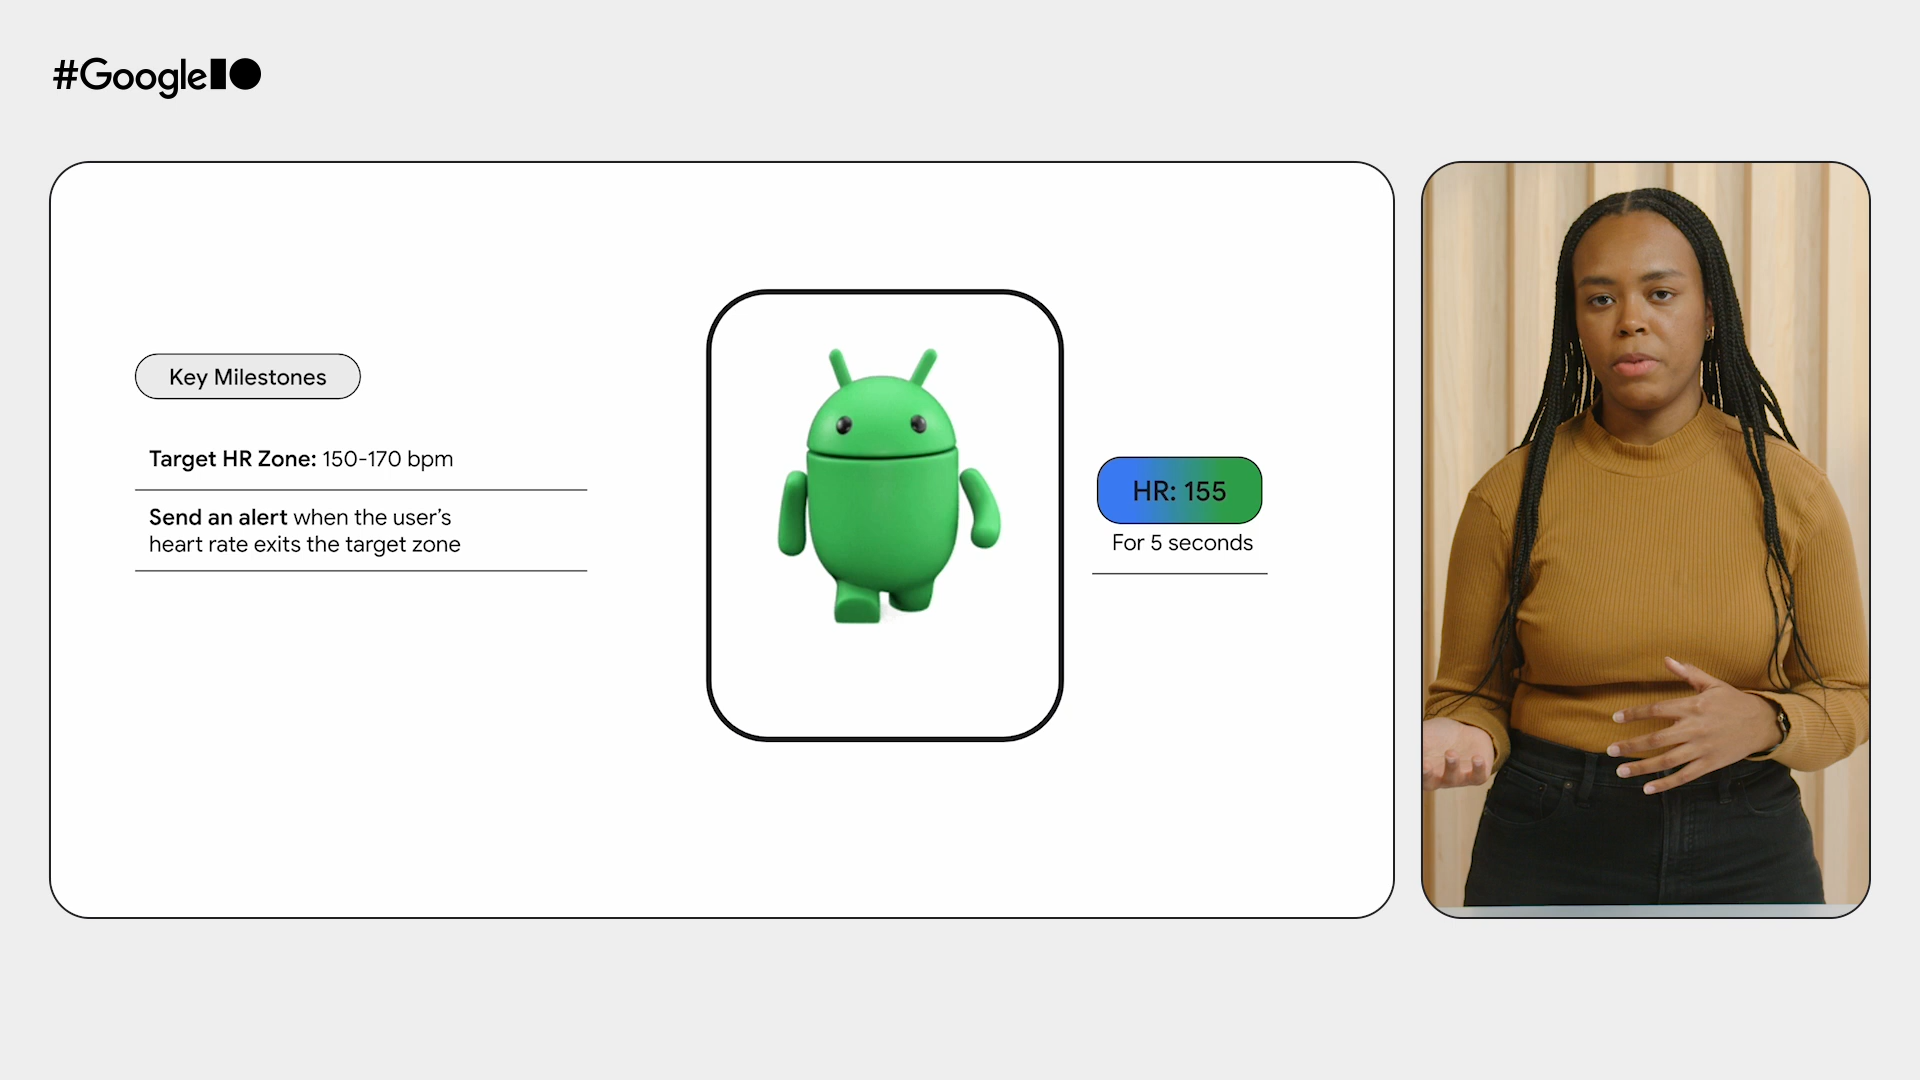 #GoogleIO
Key Milestones
Target HR Zone: 150-170 bpm
Send an alert when the user’s
heart rate exits the target zone
HR: 155
For 5 seconds